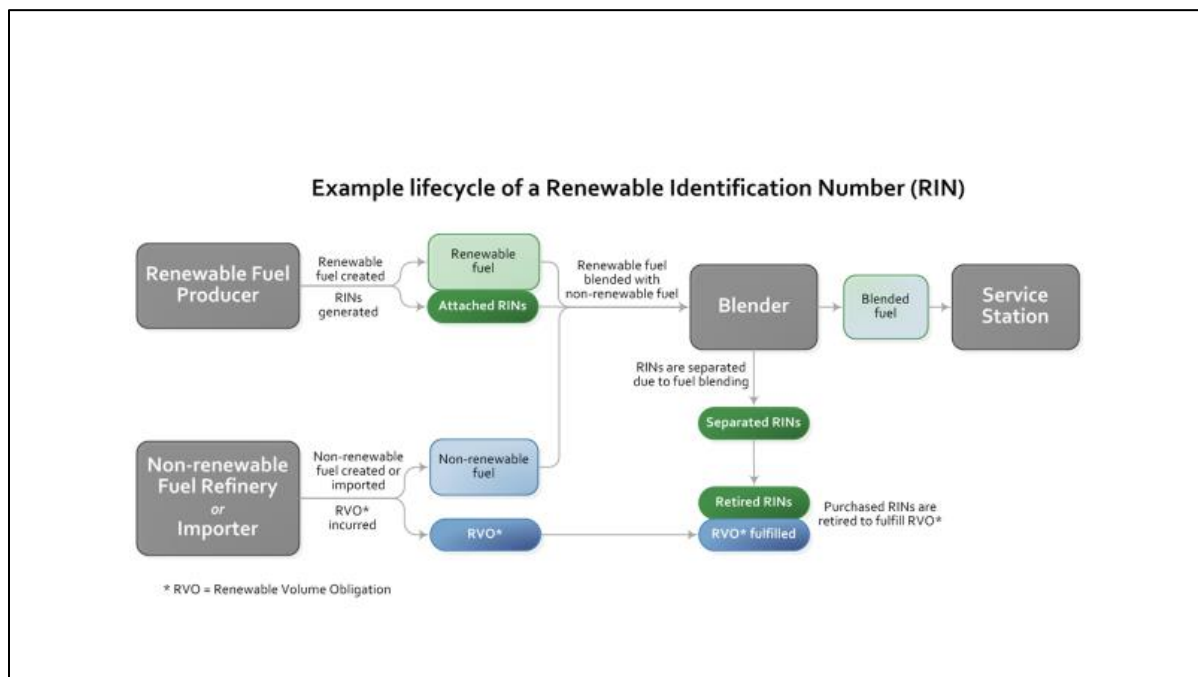 Example lifecycle of a Renewable Identification Number (RIN)
Renewable Fuel
Producer
Renewable
fuel created
RINs
generated
Renewable
fuel
Attached RINs
Renewable fuel
blended with
non-renewable fuel
Blender
Blended
fuel
Service
Station
RINs are separated
due to fuel blending
Separated RINs
Non-renewable
Fuel Refinery
or
Importer
Non-renewable
fuel created or
imported
RVO*
incurred
Non-renewable
fuel
RVO*
Retired RINs
RVO* fulfilled
Purchased RINs are
retired to fulfill RVO*
* RVO = Renewable Volume Obligation